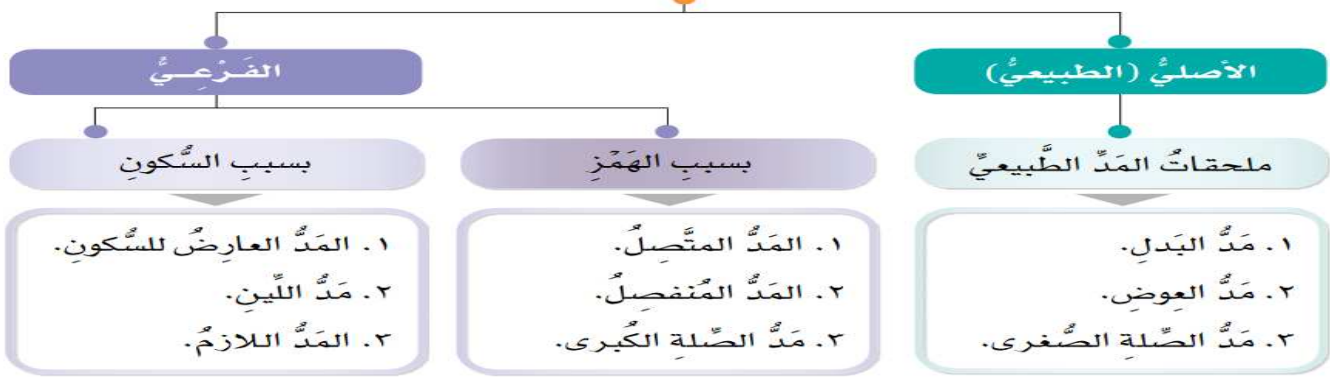 الأصليُّ (الطبيعيُّ)
الفَـرْعِـيُّ
ملحقاتُ المَدِّ الطَّبيعيِّ
بسببِ الهَمْزِ
بسببِ السُّكونِ
١. مَدُّ البَدلِ.
٢. مَدُّ العِوضِ.
٣. مَدُّ الصِّلةِ الصُّغرى.
١. المَدُّ المتَّصِلُ.
٢. المَدُّ المُنفصِلُ.
٣. مَدُّ الصِّلةِ الكُبرى.
١. المَدُّ العارِضُ للسُّكونِ.
٢. مَدُّ اللِّينِ.
٣. المَدُّ اللازمُ.